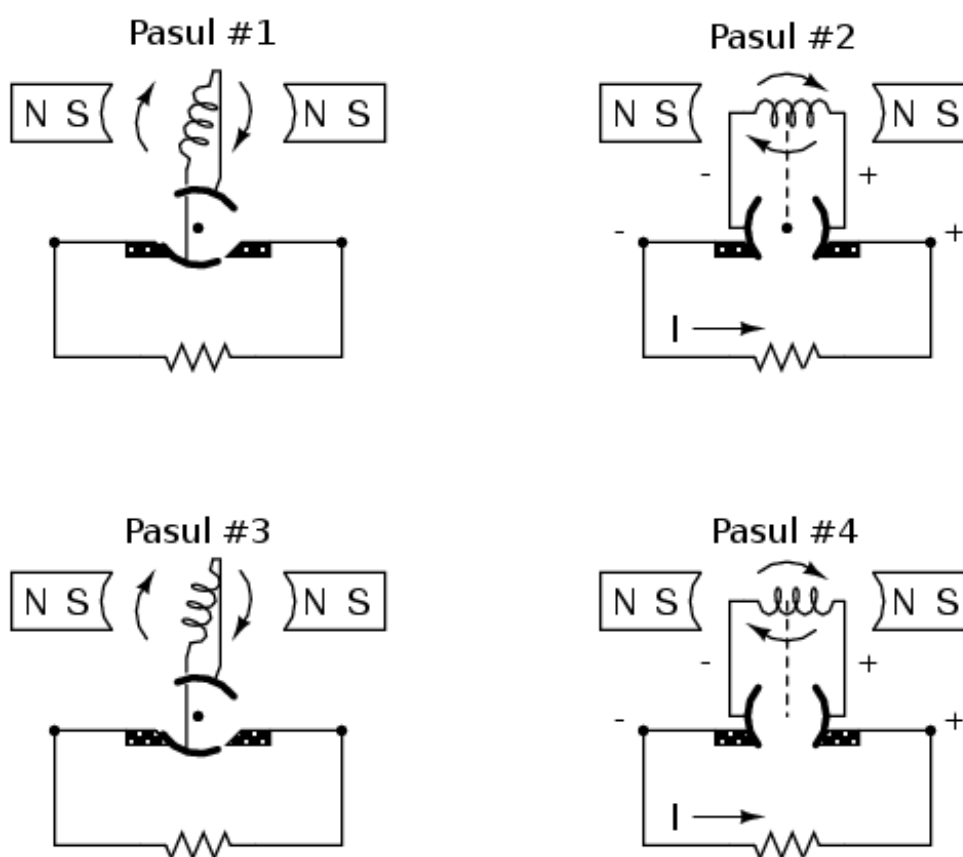 Pasul #1
N S
N S
Pasul #2
N S
N S
-
+
-
+
I
Pasul #3
N S
N S
Pasul #4
N S
N S
-
+
-
+
I